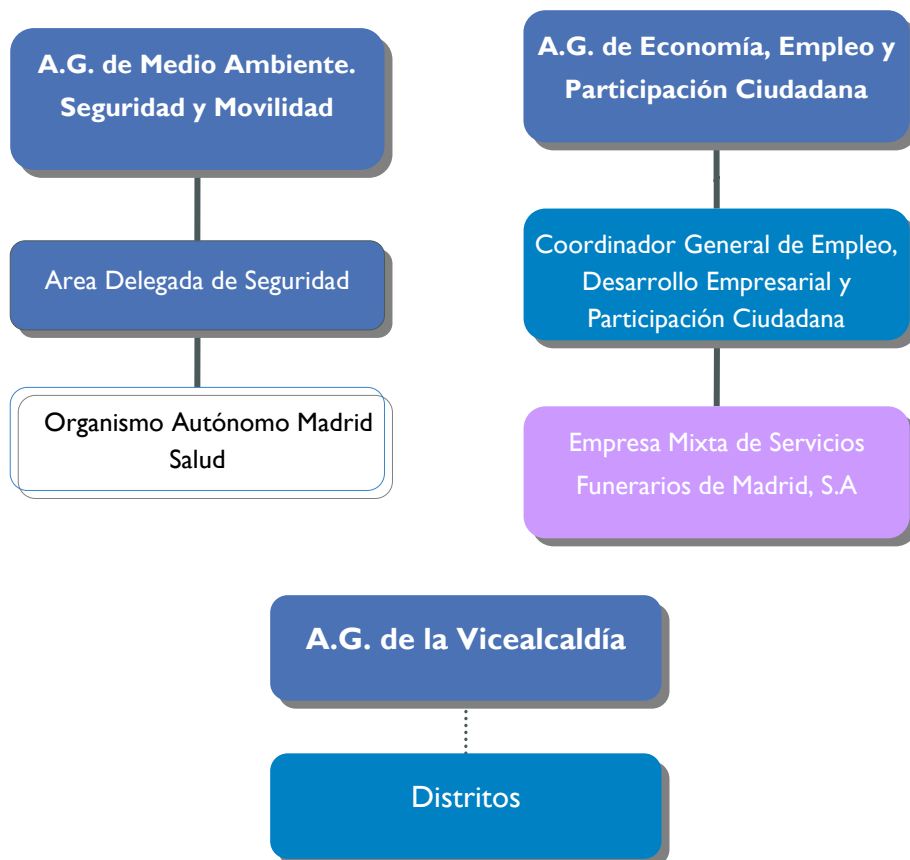 A.G. de Medio Ambiente.
Seguridad y Movilidad
Area Delegada de Seguridad
Organismo Autónomo Madrid
Salud
A.G. de Economía, Empleo y
Participación Ciudadana
Coordinador General de Empleo,
Desarrollo Empresarial y
Participación Ciudadana
Empresa Mixta de Servicios
Funerarios de Madrid, S.A
A.G. de la Vicealcaldía
Distritos